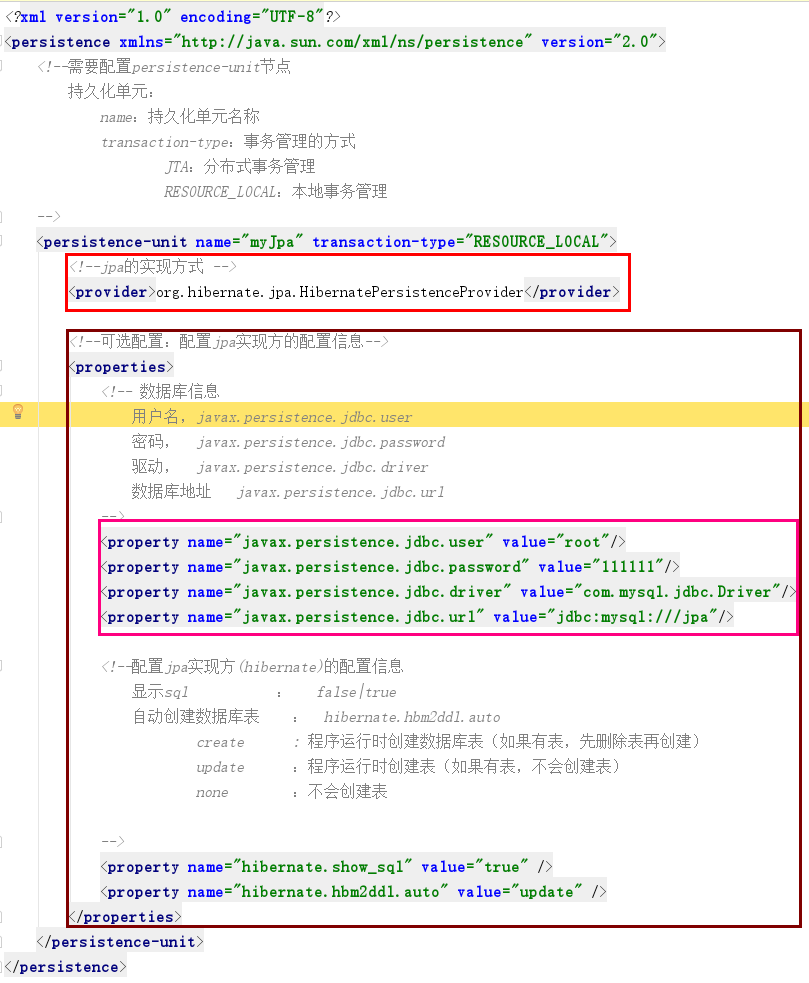 <?xml version="1.0" encoding="UTF-8"?>
<persistence xmlns="http://java.sun.com/xml/ns/persistence" version="2.0">
<!--需要配置persistence-unit节点
持久化单元:
name: 持久化单元名称
transaction-type: 事务管理的方式
JTA: 分布式事务管理
RESOURCE_LOCAL: 本地事务管理
-->
<persistence-unit name="myJpa" transaction-type="RESOURCE_LOCAL">
<!--jpa的实现方式 -->
<provider>org.hibernate.jpa.HibernatePersistenceProvider</provider>
<!--可选配置: 配置jpa实现方的配置信息-->
<properties>
<!-- 数据库信息
用户名, javax.persistence.jdbc.user
密码, javax.persistence.jdbc.password
驱动, javax.persistence.jdbc.driver
数据库地址 javax.persistence.jdbc.url
-->
<property name="javax.persistence.jdbc.user" value="root"/>
<property name="javax.persistence.jdbc.password" value="111111"/>
<property name="javax.persistence.jdbc.driver" value="com.mysql.jdbc.Driver"/>
<property name="javax.persistence.jdbc.url" value="jdbc:mysql:///jpa"/>
<!--配置jpa实现方(hibernate)的配置信息
显示sql : false|true
自动创建数据库表 : hibernate.hbm2ddl.auto
create : 程序运行时创建数据库表（如果有表，先删除表再创建）
update : 程序运行时创建表（如果有表，不会创建表）
none : 不会创建表
-->
<property name="hibernate.show_sql" value="true" />
<property name="hibernate.hbm2ddl.auto" value="update" />
</properties>
</persistence-unit>
</persistence>